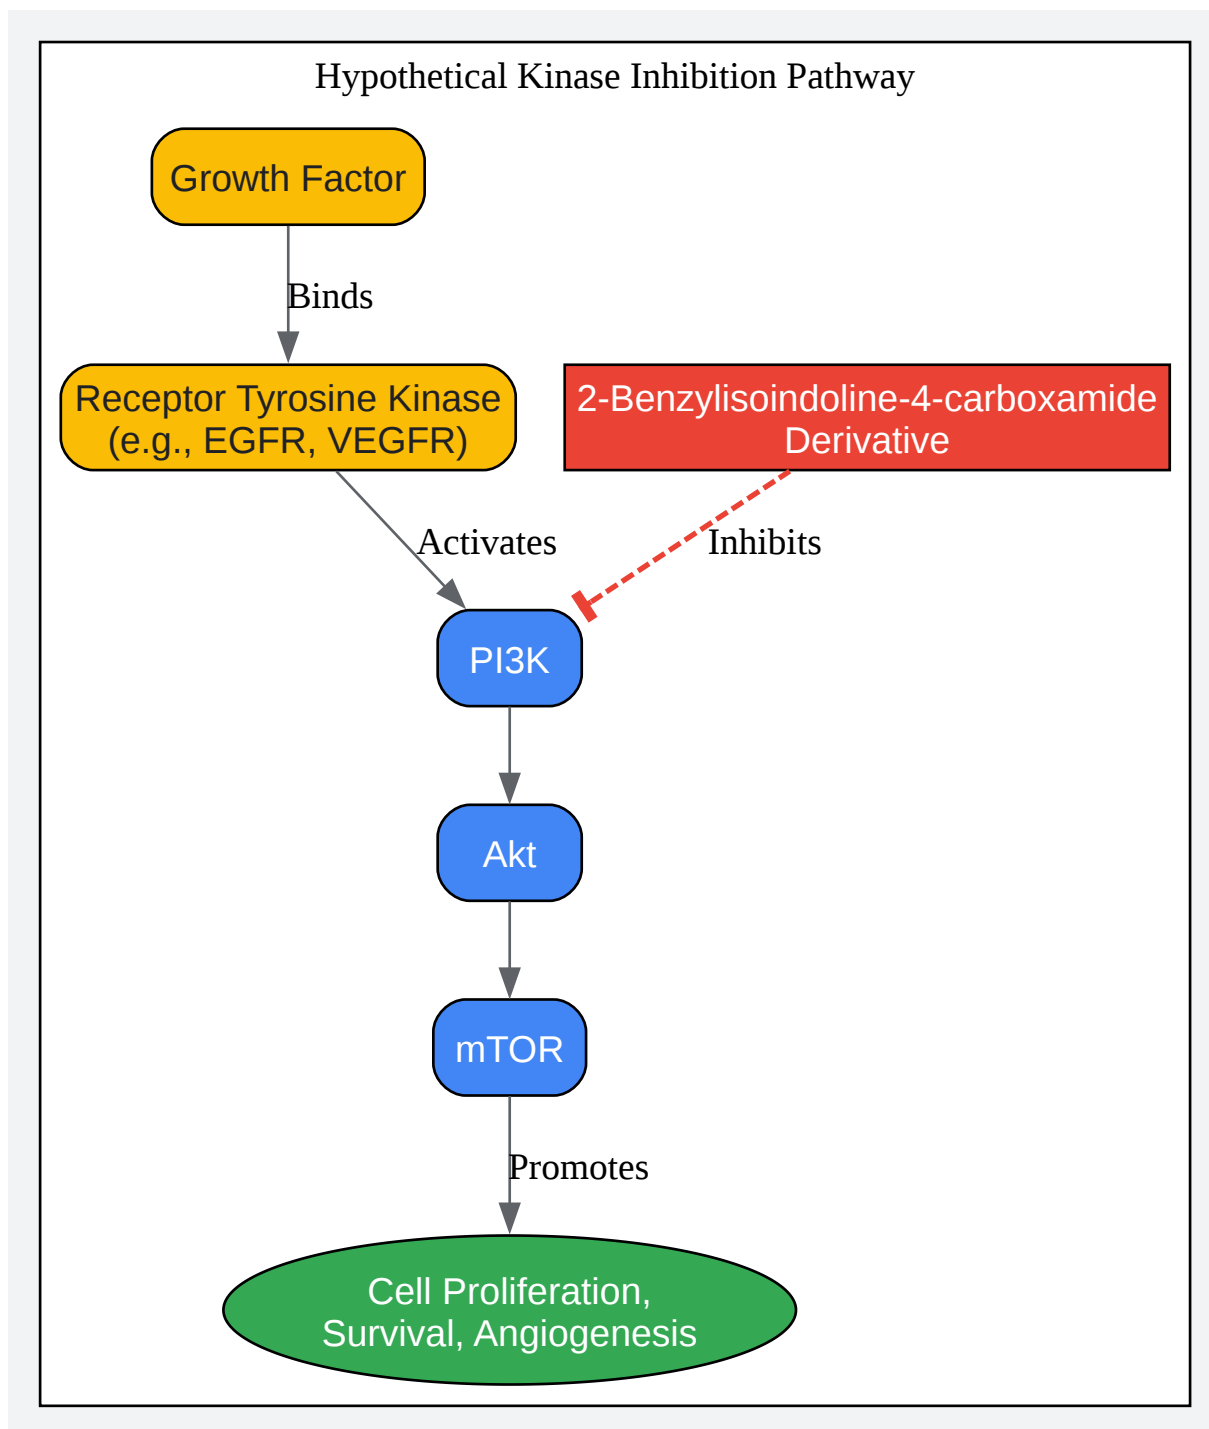 Hypothetical Kinase Inhibition Pathway
Growth Factor
Binds
Receptor Tyrosine Kinase
(e.g., EGFR, VEGFR)
2-Benzylisoindoline-4-carboxamide
Derivative
Activates
Inhibits
PI3K
Akt
mTOR
Promotes
Cell Proliferation,
Survival, Angiogenesis